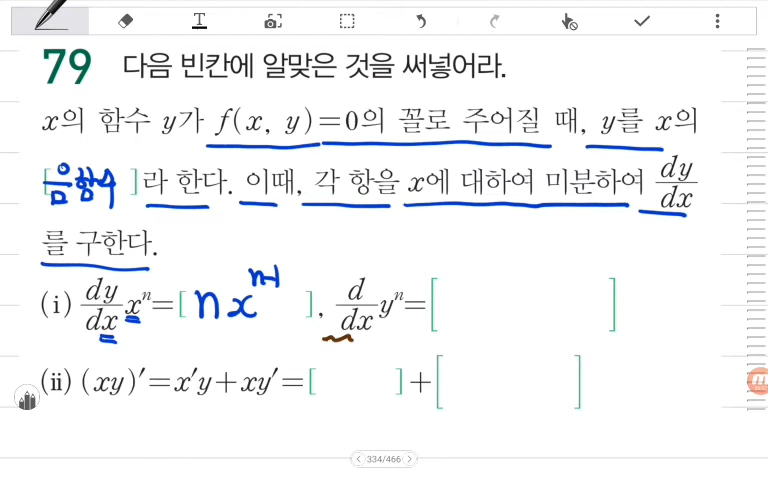 T
79 다음 빈칸에 알맞은 것을 써넣어라.
x의 함수 y가 f(x, y)=0의 꼴로 주어질 때, y를 x의
[음함수]라 한다. 이때, 각 항을 x에 대하여 미분하여 dy/dx
를 구한다.
(i) dy/dx xⁿ=[ nxⁿ⁻¹ ], d/dx yⁿ=[ ]
(ii) (xy)′=x′y+xy′=[ ]+[ ]
334/466